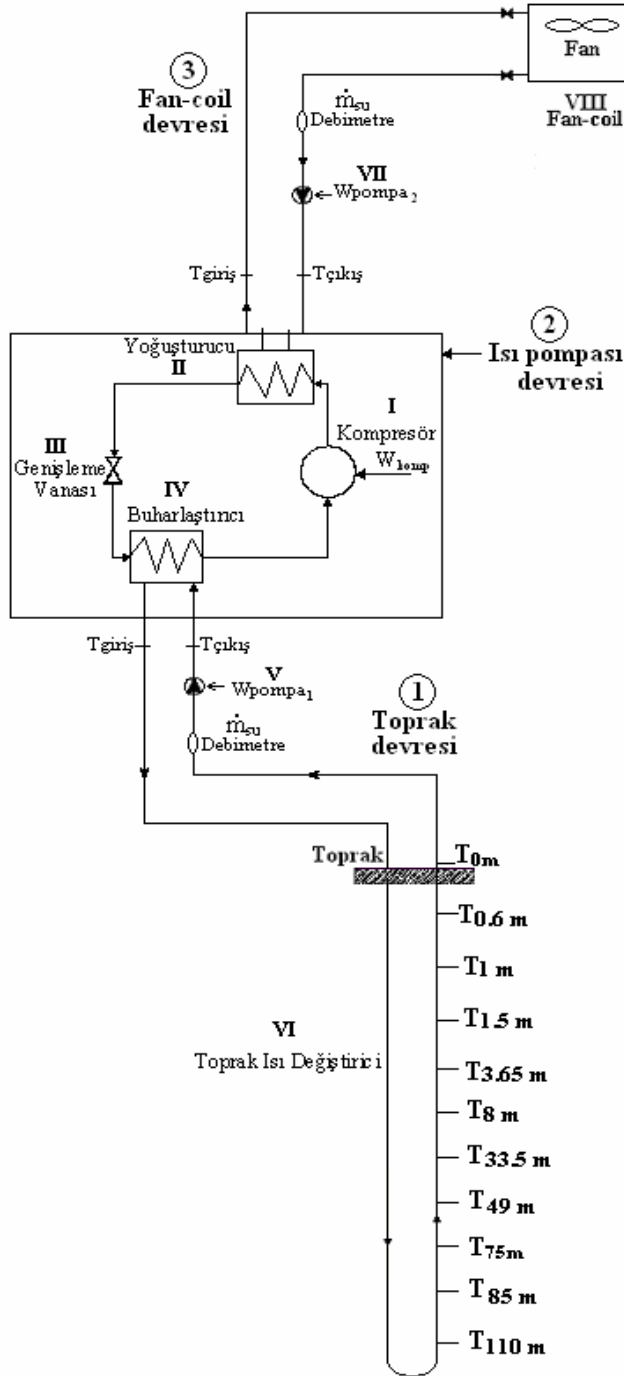 Fan
VIII
Fan-coil
3
Fan-coil
devresi
ṁsu
Debimetre
VII
Wpompa2
Tgiriş
Tçıkış
2
Isı pompası
devresi
Yoğuşturucu
II
I
Kompresör
Wkomp
III
Genişleme
Vanası
IV
Buharlaştırıcı
Tgiriş
Tçıkış
V
Wpompa1
ṁsu
Debimetre
1
Toprak
devresi
Toprak
T0m
T0.6 m
T1 m
T1.5 m
VI
Toprak Isı Değiştirici
T3.65 m
T8 m
T33.5 m
T49 m
T75m
T85 m
T110 m